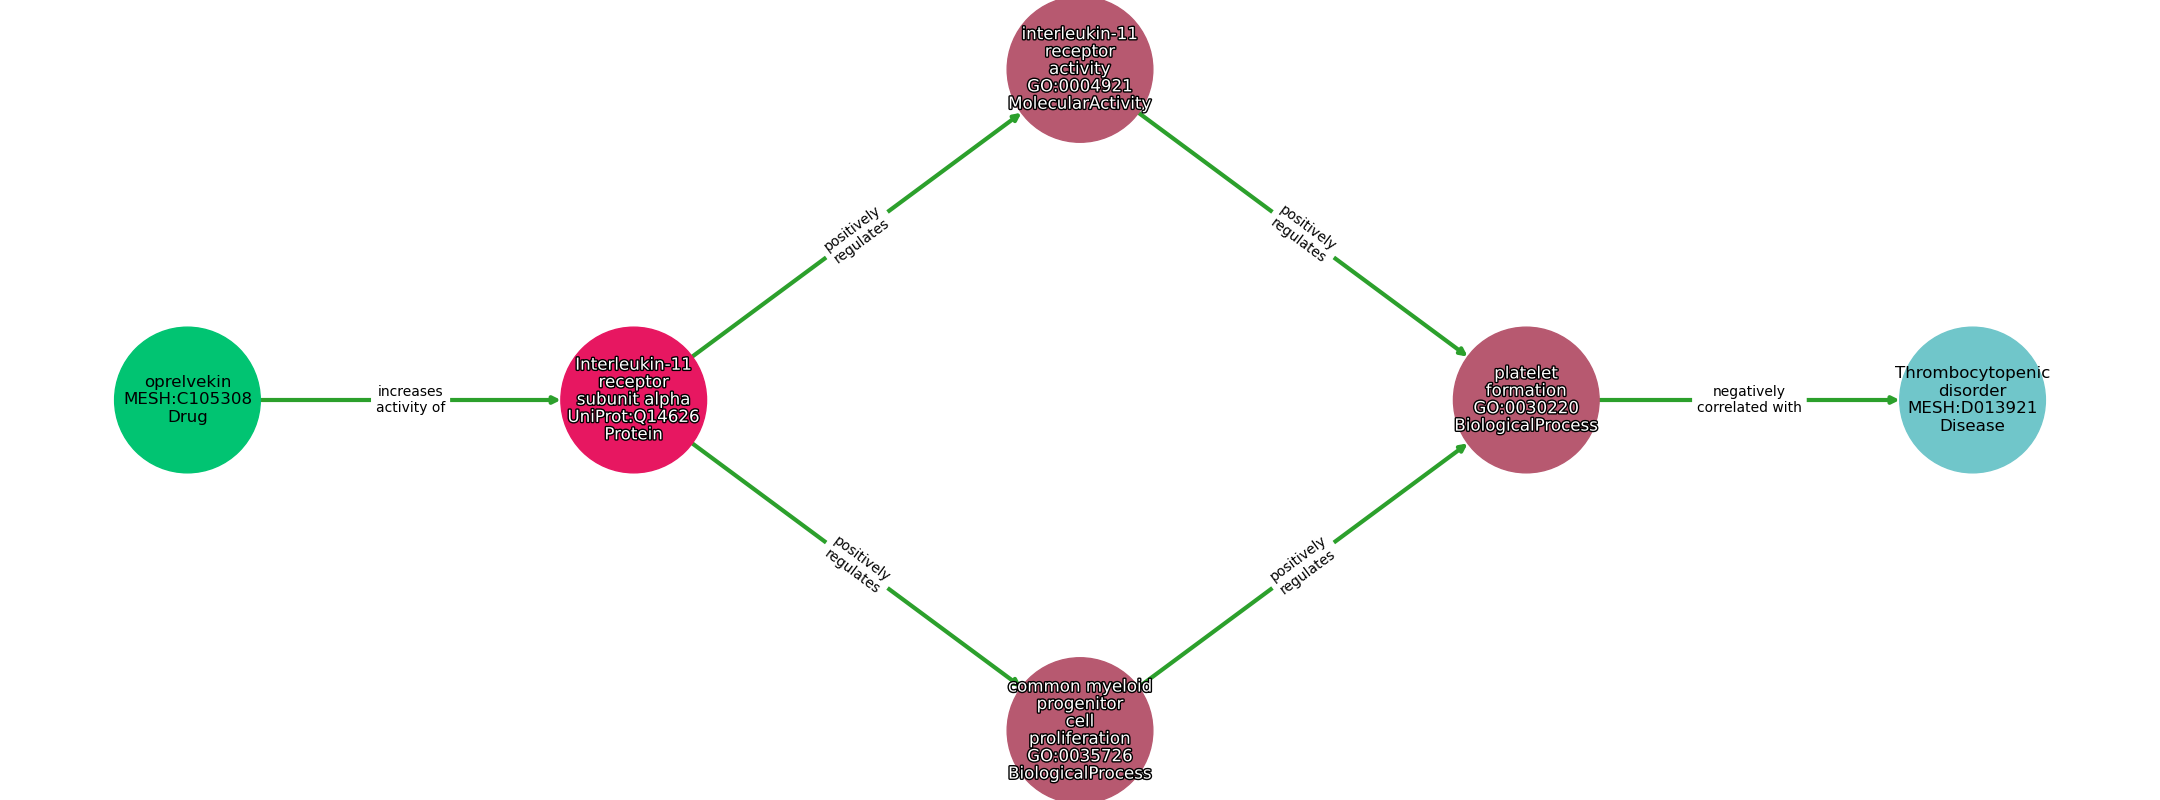 interleukin-11
receptor
activity
GO:0004921
MolecularActivity
positively
regulates
positively
regulates
oprelvekin
MESH:C105308
Drug
increases
activity of
Interleukin-11
receptor
subunit alpha
UniProt:Q14626
Protein
platelet
formation
GO:0030220
BiologicalProcess
negatively
correlated with
Thrombocytopenic
disorder
MESH:D013921
Disease
positively
regulates
positively
regulates
common myeloid
progenitor
cell
proliferation
GO:0035726
BiologicalProcess